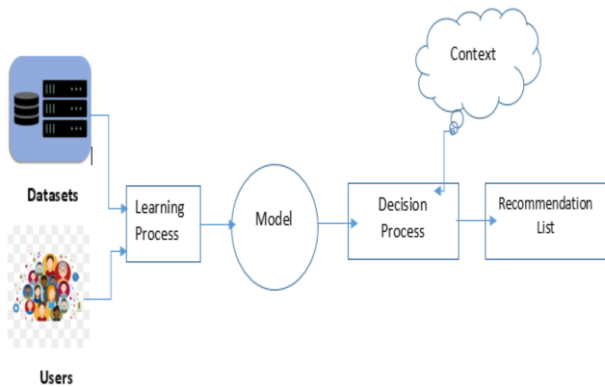 Context
Datasets
Learning
Process
Model
Decision
Process
Recommendation
List
Users